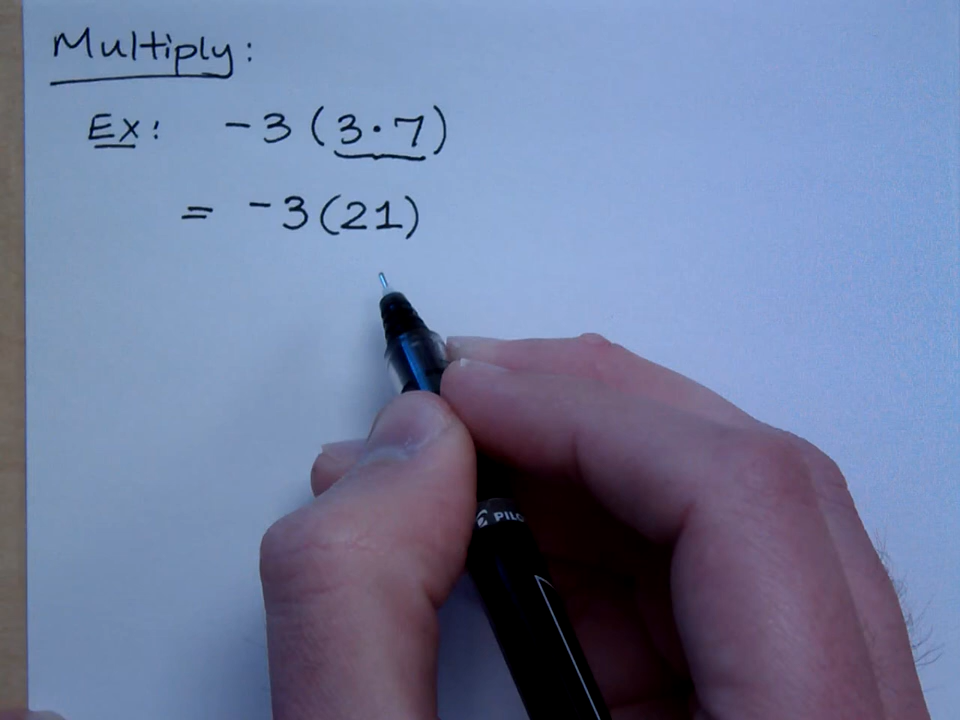 Multiply:
Ex: -3 (3·7)
= -3(21)